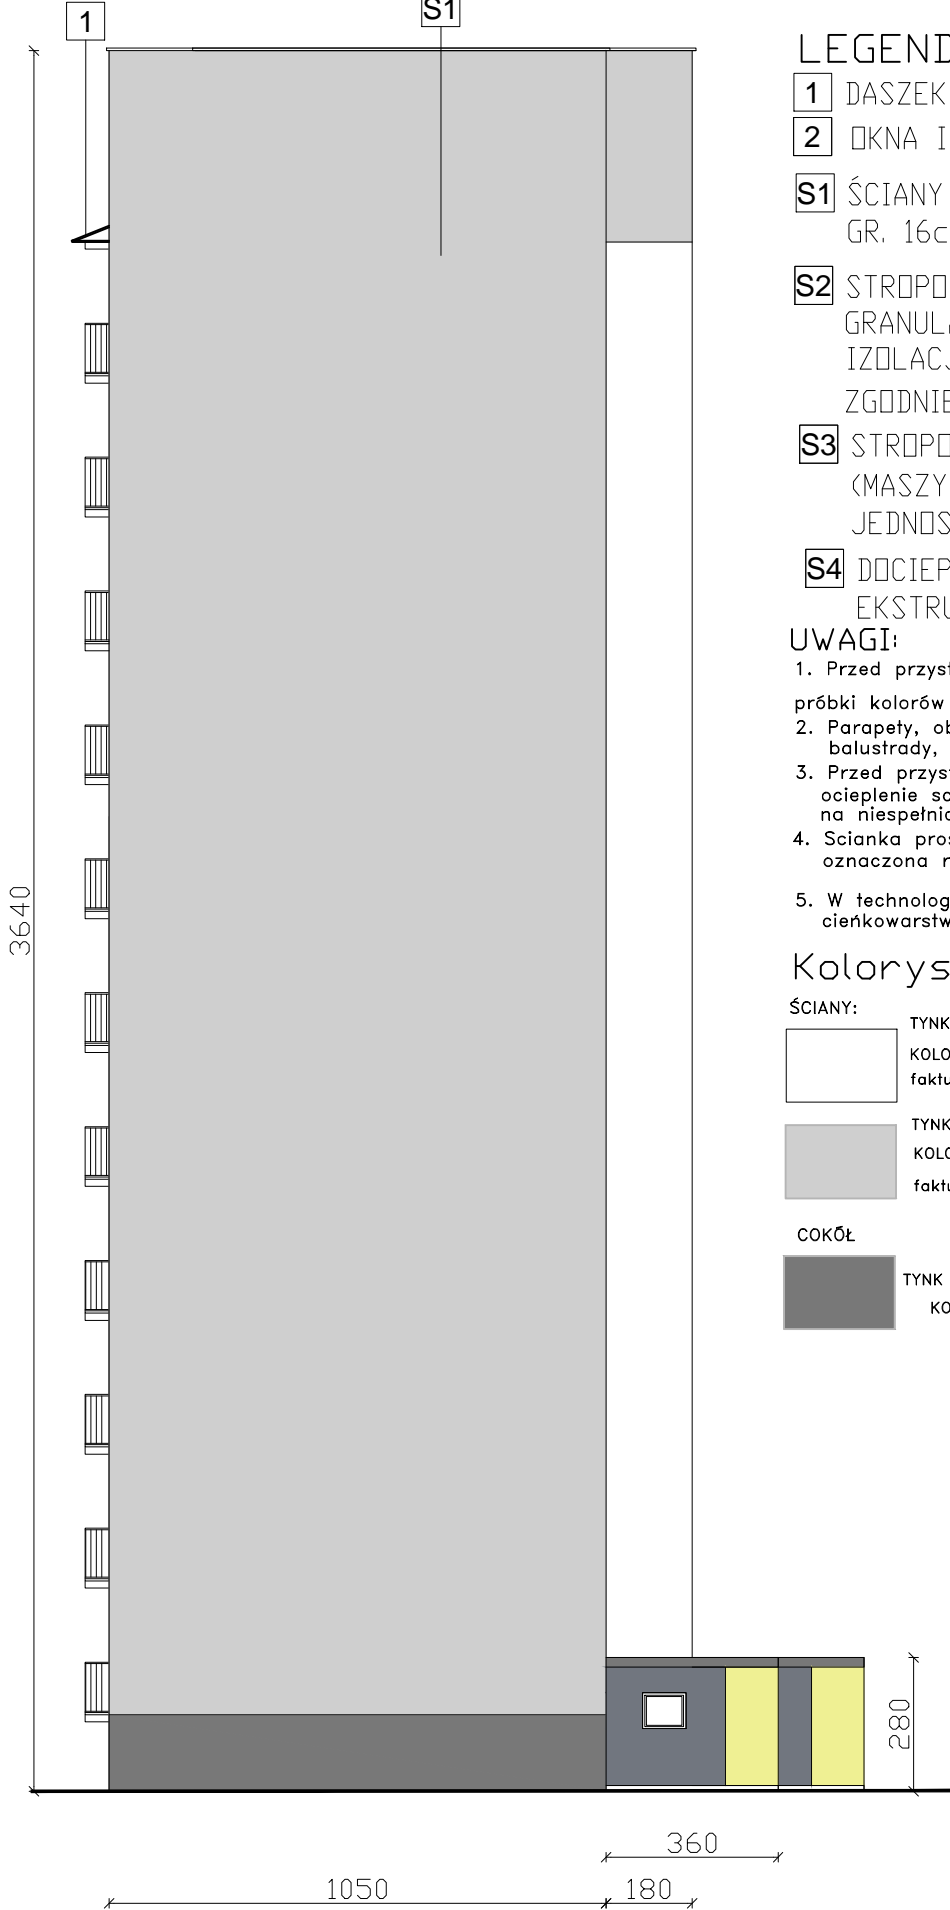 1
S1
3640
1050
180
360
280
LEGEND
1 DASZEK
2 OKNA I
S1 ŚCIANY
GR. 16c
S2 STROPO
GRANUL
IZOLAC
ZGODNIE
S3 STROPO
(MASZY
JEDNOS
S4 DOCIEP
EKSTRU
UWAGI:
1. Przed przyst
próbki kolorów
2. Parapety, ob
balustrady,
3. Przed przyst
ocieplenie sc
na niespełnio
4. Scianka pros
oznaczona r
5. W technolog
cieńkowarstw
Kolorys
ŚCIANY:
TYNK
KOLO
faktu
TYNK
KOLO
faktu
COKÓŁ
TYNK
KO